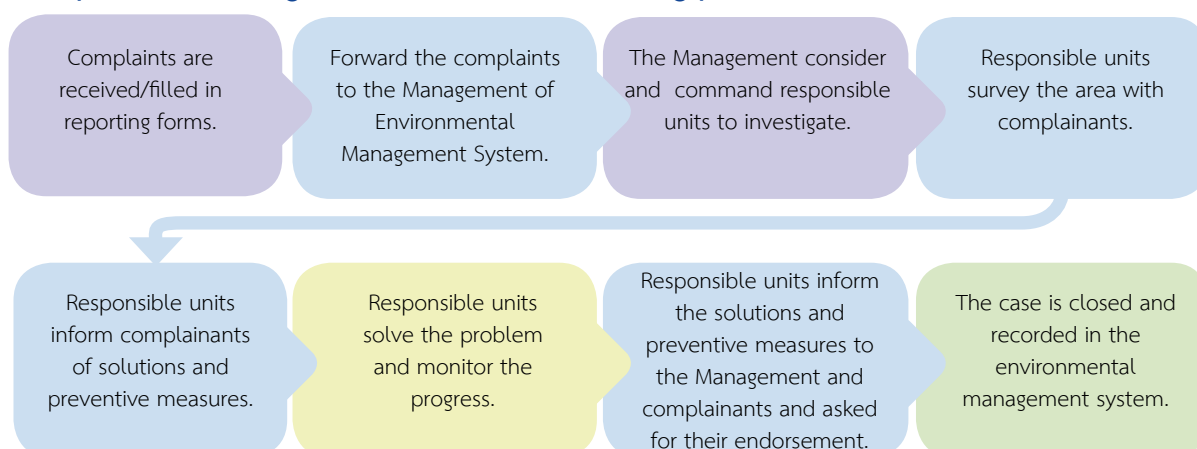 Complaints are
received/filled in
reporting forms.
Forward the complaints
to the Management of
Environmental
Management System.
The Management consider
and command responsible
units to investigate.
Responsible units
survey the area with
complainants.
Responsible units
inform complainants
of solutions and
preventive measures.
Responsible units
solve the problem
and monitor the
progress.
Responsible units inform
the solutions and
preventive measures to
the Management and
complainants and asked
for their endorsement.
The case is closed and
recorded in the
environmental
management system.